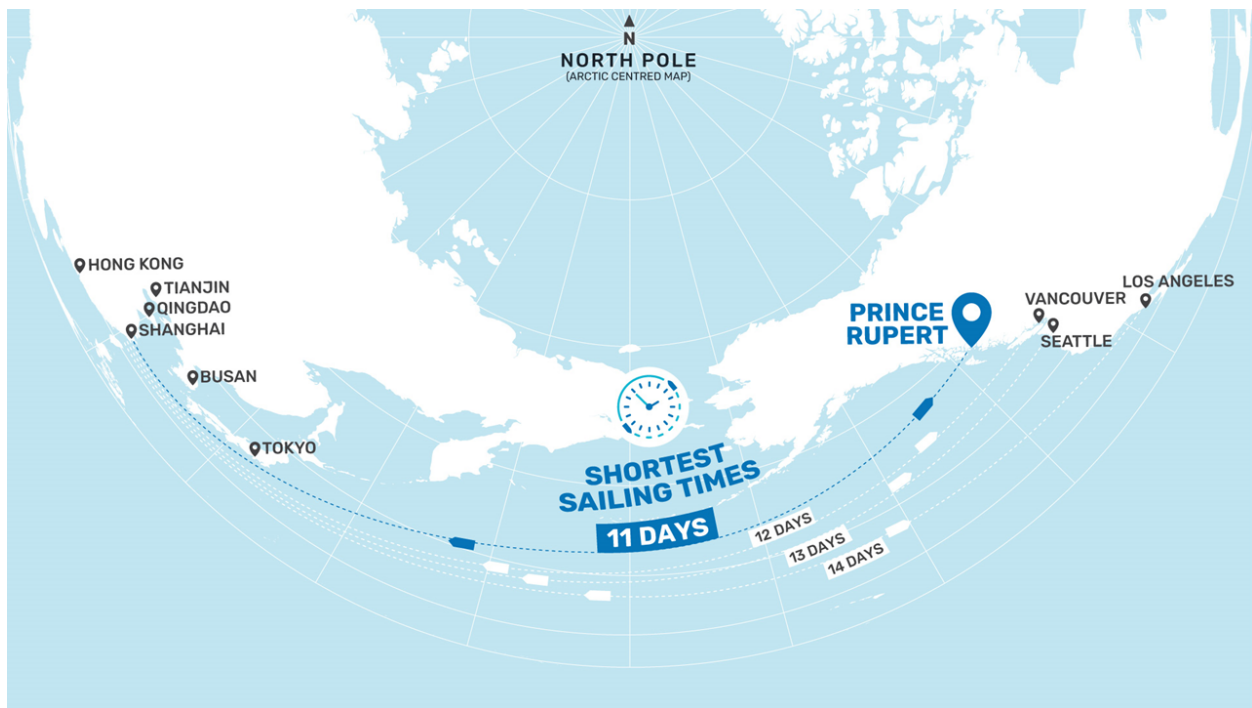 N
NORTH POLE
(ARCTIC CENTRED MAP)
HONG KONG
TIANJIN
QINGDAO
SHANGHAI
BUSAN
TOKYO
LOS ANGELES
VANCOUVER
SEATTLE
PRINCE
RUPERT
SHORTEST
SAILING TIMES
11 DAYS
12 DAYS
13 DAYS
14 DAYS